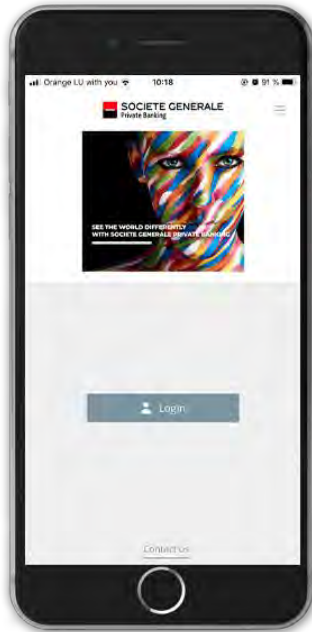 Orange LU with you 10:18 91 %
SOCIETE GENERALE
Private Banking
SEE THE WORLD DIFFERENTLY
WITH SOCIETE GENERALE PRIVATE BANKING
Login
Contact us